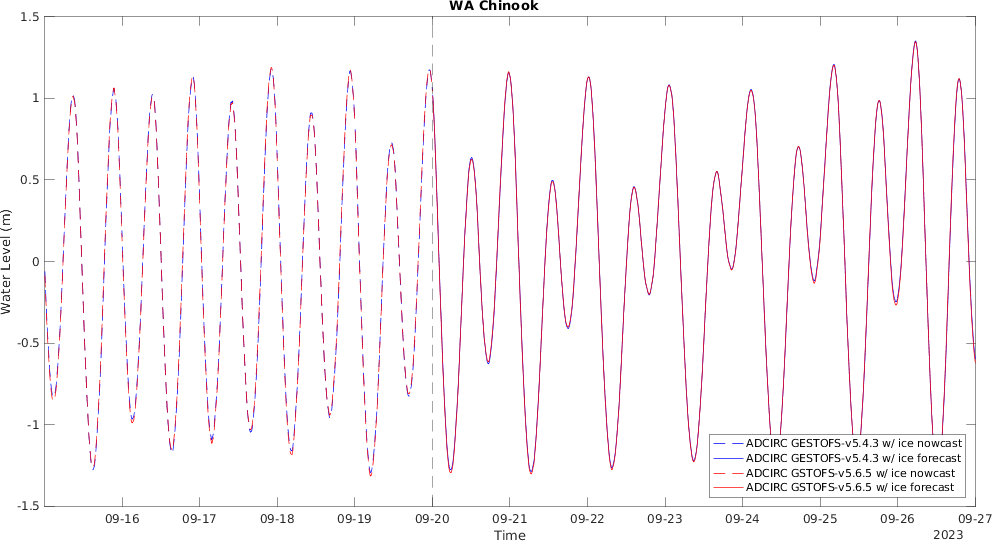 WA Chinook
1.5
1
0.5
0
-0.5
-1
-1.5
Water Level (m)
ADCIRC GESTOFS-v5.4.3 w/ ice nowcast
ADCIRC GESTOFS-v5.4.3 w/ ice forecast
ADCIRC GSTOFS-v5.6.5 w/ ice nowcast
ADCIRC GSTOFS-v5.6.5 w/ ice forecast
09-16 09-17 09-18 09-19 09-20 09-21 09-22 09-23 09-24 09-25 09-26 09-27
Time
2023